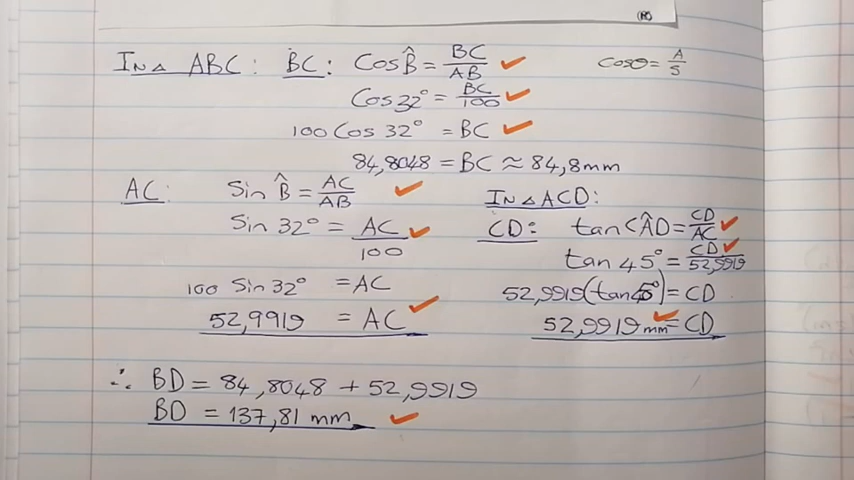 IN △ ABC: BC: Cos B̂ = BC/AB
Cosθ = A/S
Cos 32° = BC/100
100 Cos 32° = BC
84,8048 = BC ≈ 84,8mm
AC: Sin B̂ = AC/AB
Sin 32° = AC/100
100 Sin 32° = AC
52,9919 = AC
IN △ ACD:
CD: tan CÂD = CD/AC
tan 45° = CD/52,9919
52,9919(tan 45°) = CD
52,9919 mm = CD
∴ BD = 84,8048 + 52,9919
BD = 137,81 mm